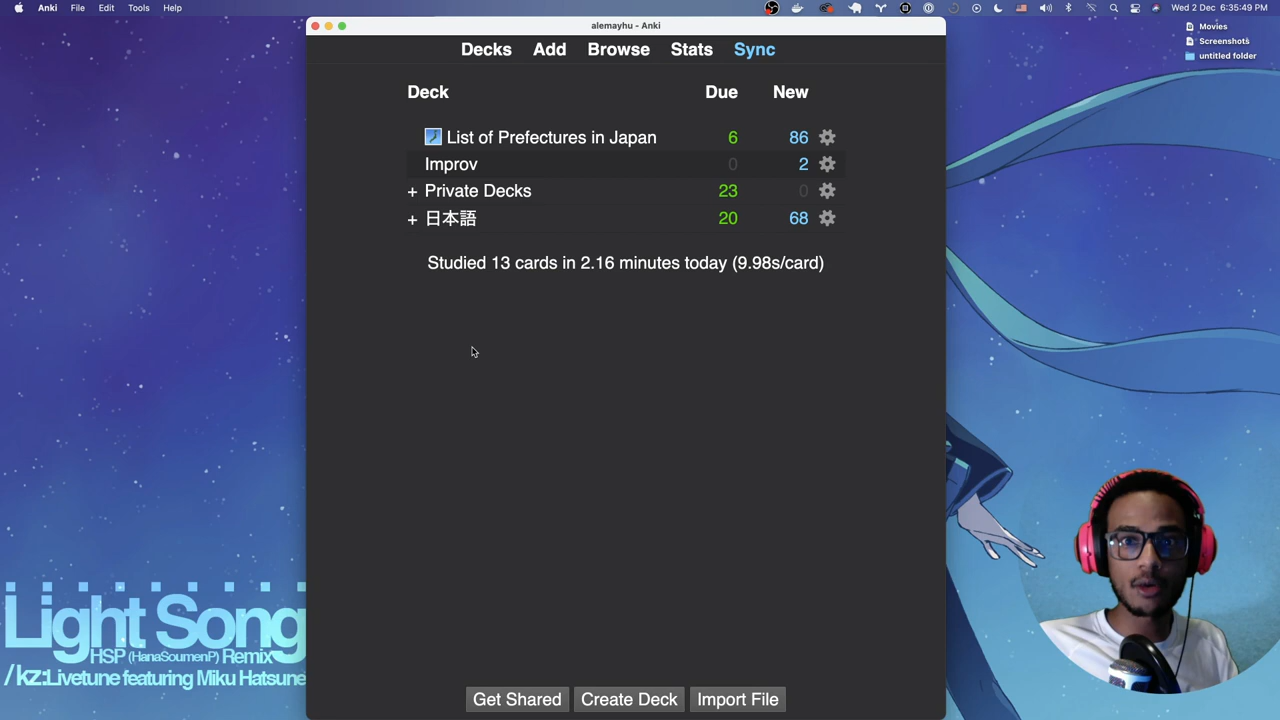 Anki File Edit Tools Help
Wed 2 Dec 6:35:49 PM
alemayhu - Anki
Movies
Screenshots
untitled folder
Decks Add Browse Stats Sync
Deck Due New
List of Prefectures in Japan 6 86
Improv 0 2
+ Private Decks 23 0
+ 日本語 20 68
Studied 13 cards in 2.16 minutes today (9.98s/card)
Light Song
HSP (HanaSoumenP) Remix
/kz:Livetune featuring Miku Hatsune
Get Shared Create Deck Import File